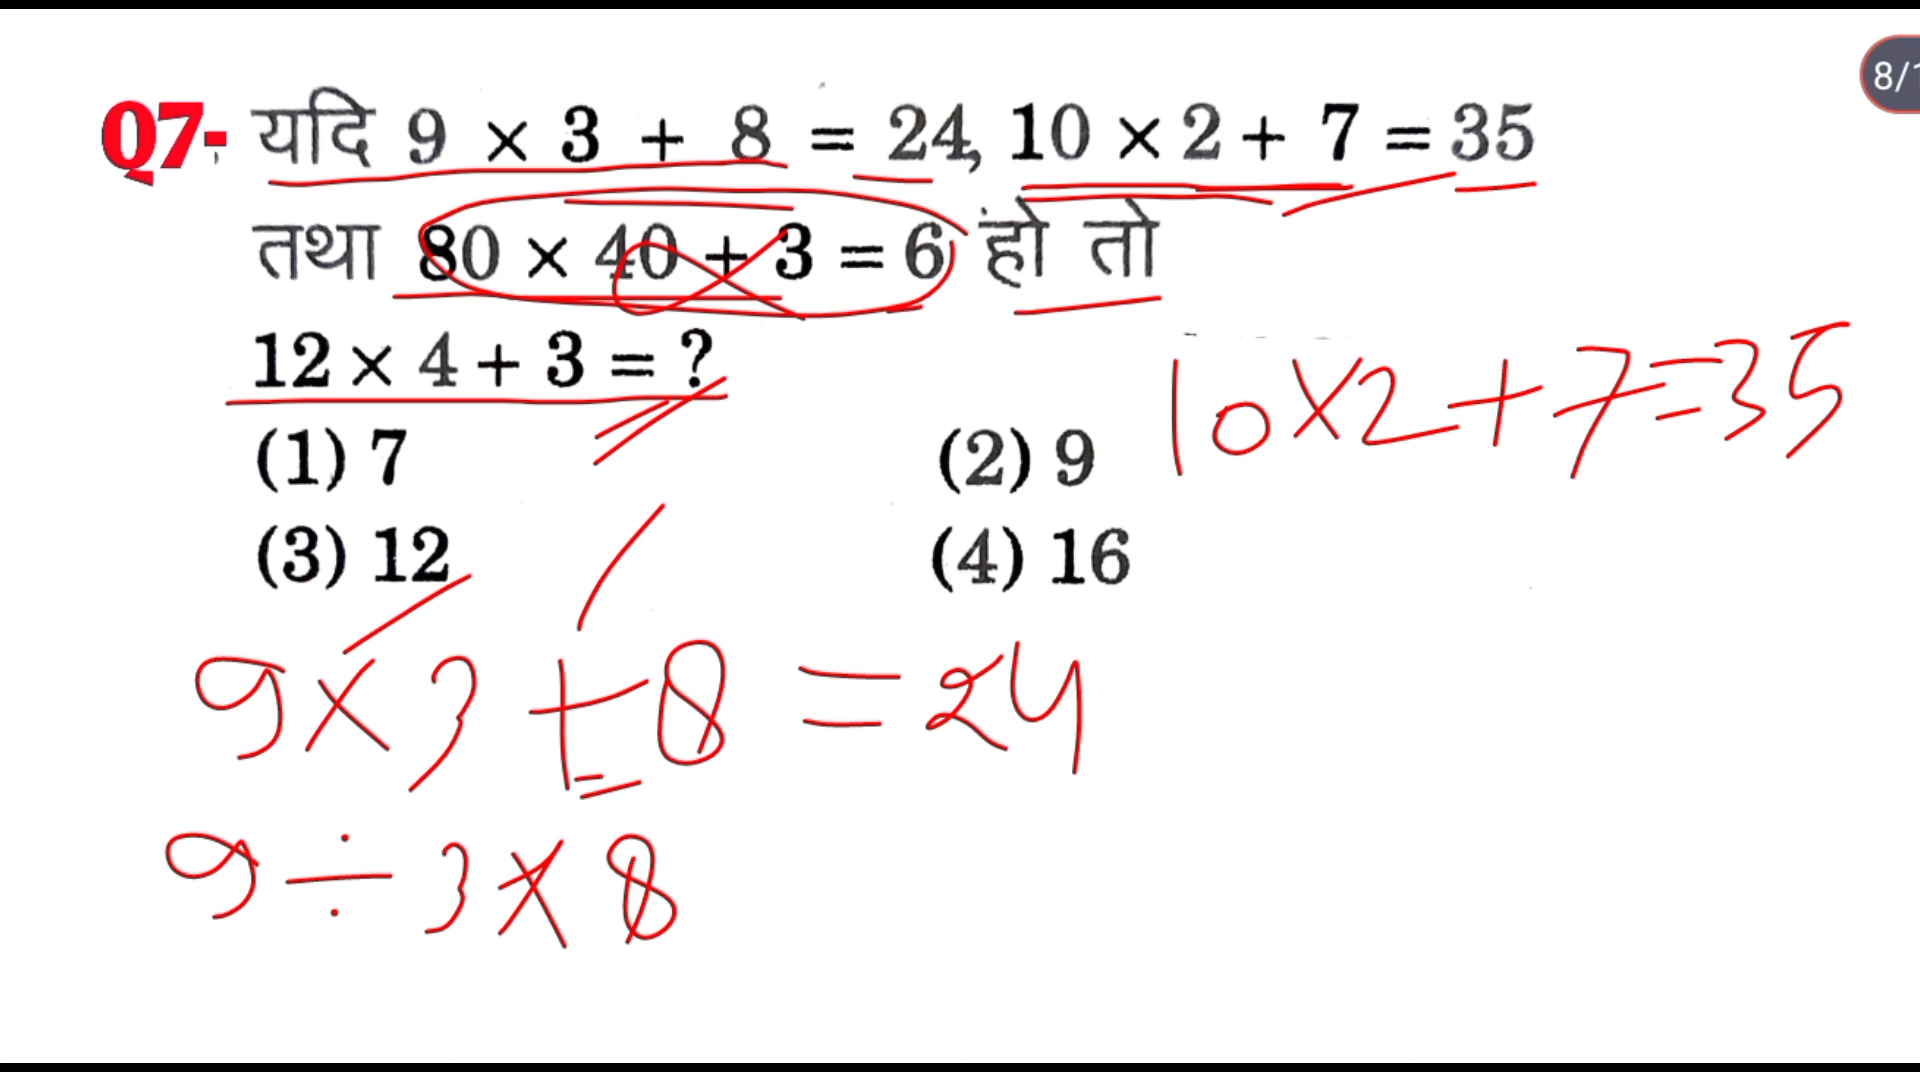 Q7- यदि 9 × 3 + 8 = 24, 10 × 2 + 7 = 35
तथा 80 × 40 + 3 = 6 हो तो
12 × 4 + 3 = ?
(1) 7 (2) 9
(3) 12 (4) 16
10×2+7=35
9×3+8=24
9÷3×8
8/1